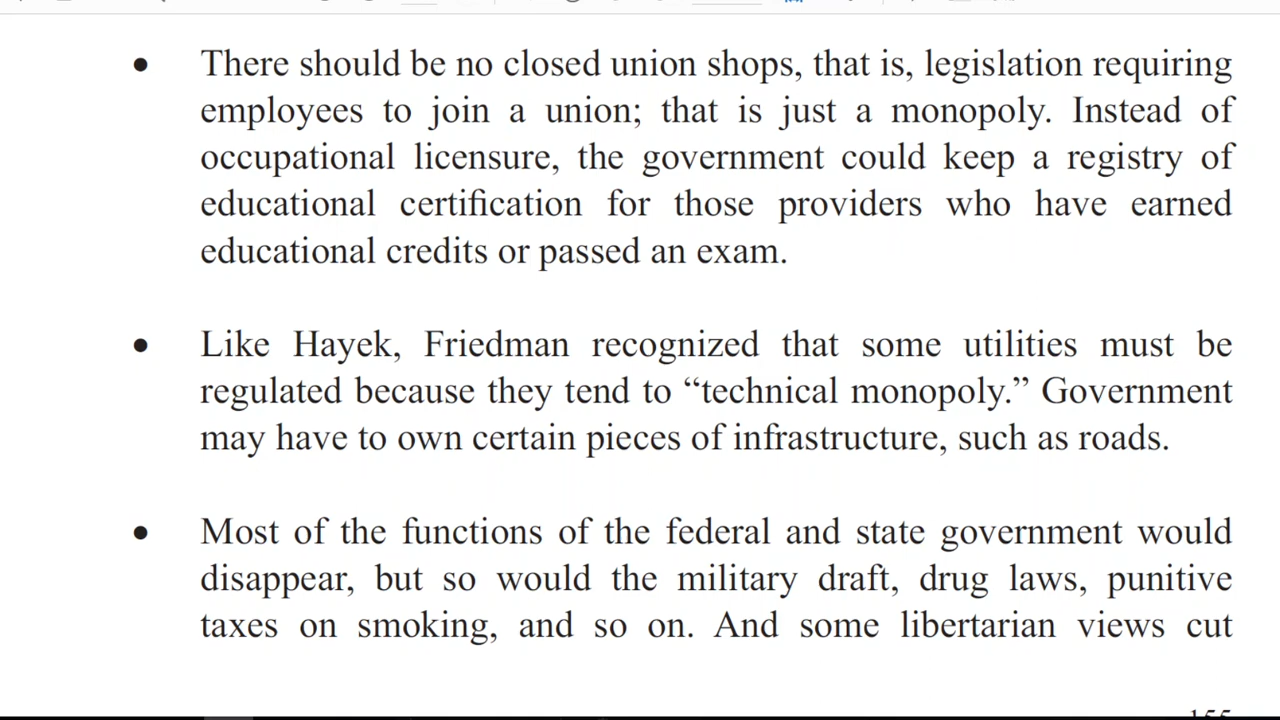 • There should be no closed union shops, that is, legislation requiring
employees to join a union; that is just a monopoly. Instead of
occupational licensure, the government could keep a registry of
educational certification for those providers who have earned
educational credits or passed an exam.
• Like Hayek, Friedman recognized that some utilities must be
regulated because they tend to “technical monopoly.” Government
may have to own certain pieces of infrastructure, such as roads.
• Most of the functions of the federal and state government would
disappear, but so would the military draft, drug laws, punitive
taxes on smoking, and so on. And some libertarian views cut